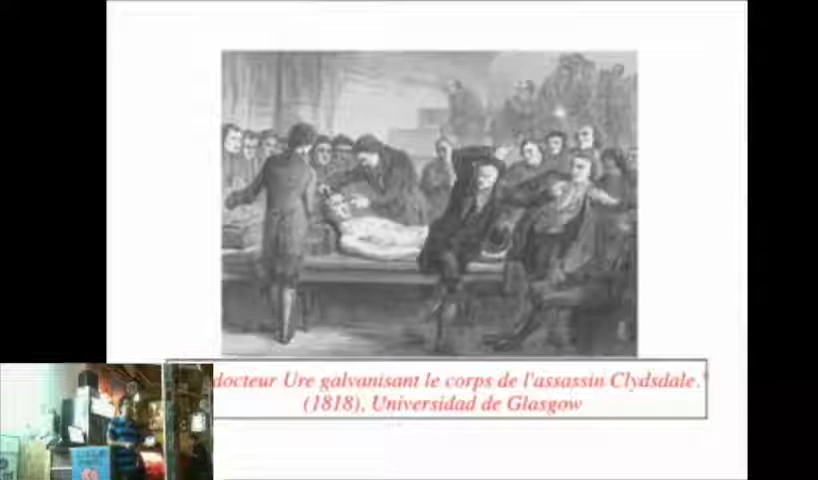 docteur Ure galvanisant le corps de l'assassin Clydsdale."
(1818), Universidad de Glasgow